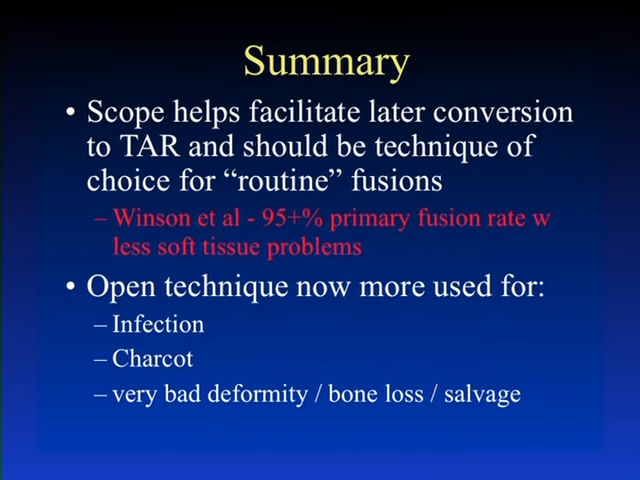 Summary
• Scope helps facilitate later conversion
to TAR and should be technique of
choice for “routine” fusions
– Winson et al - 95+% primary fusion rate w
less soft tissue problems
• Open technique now more used for:
– Infection
– Charcot
– very bad deformity / bone loss / salvage